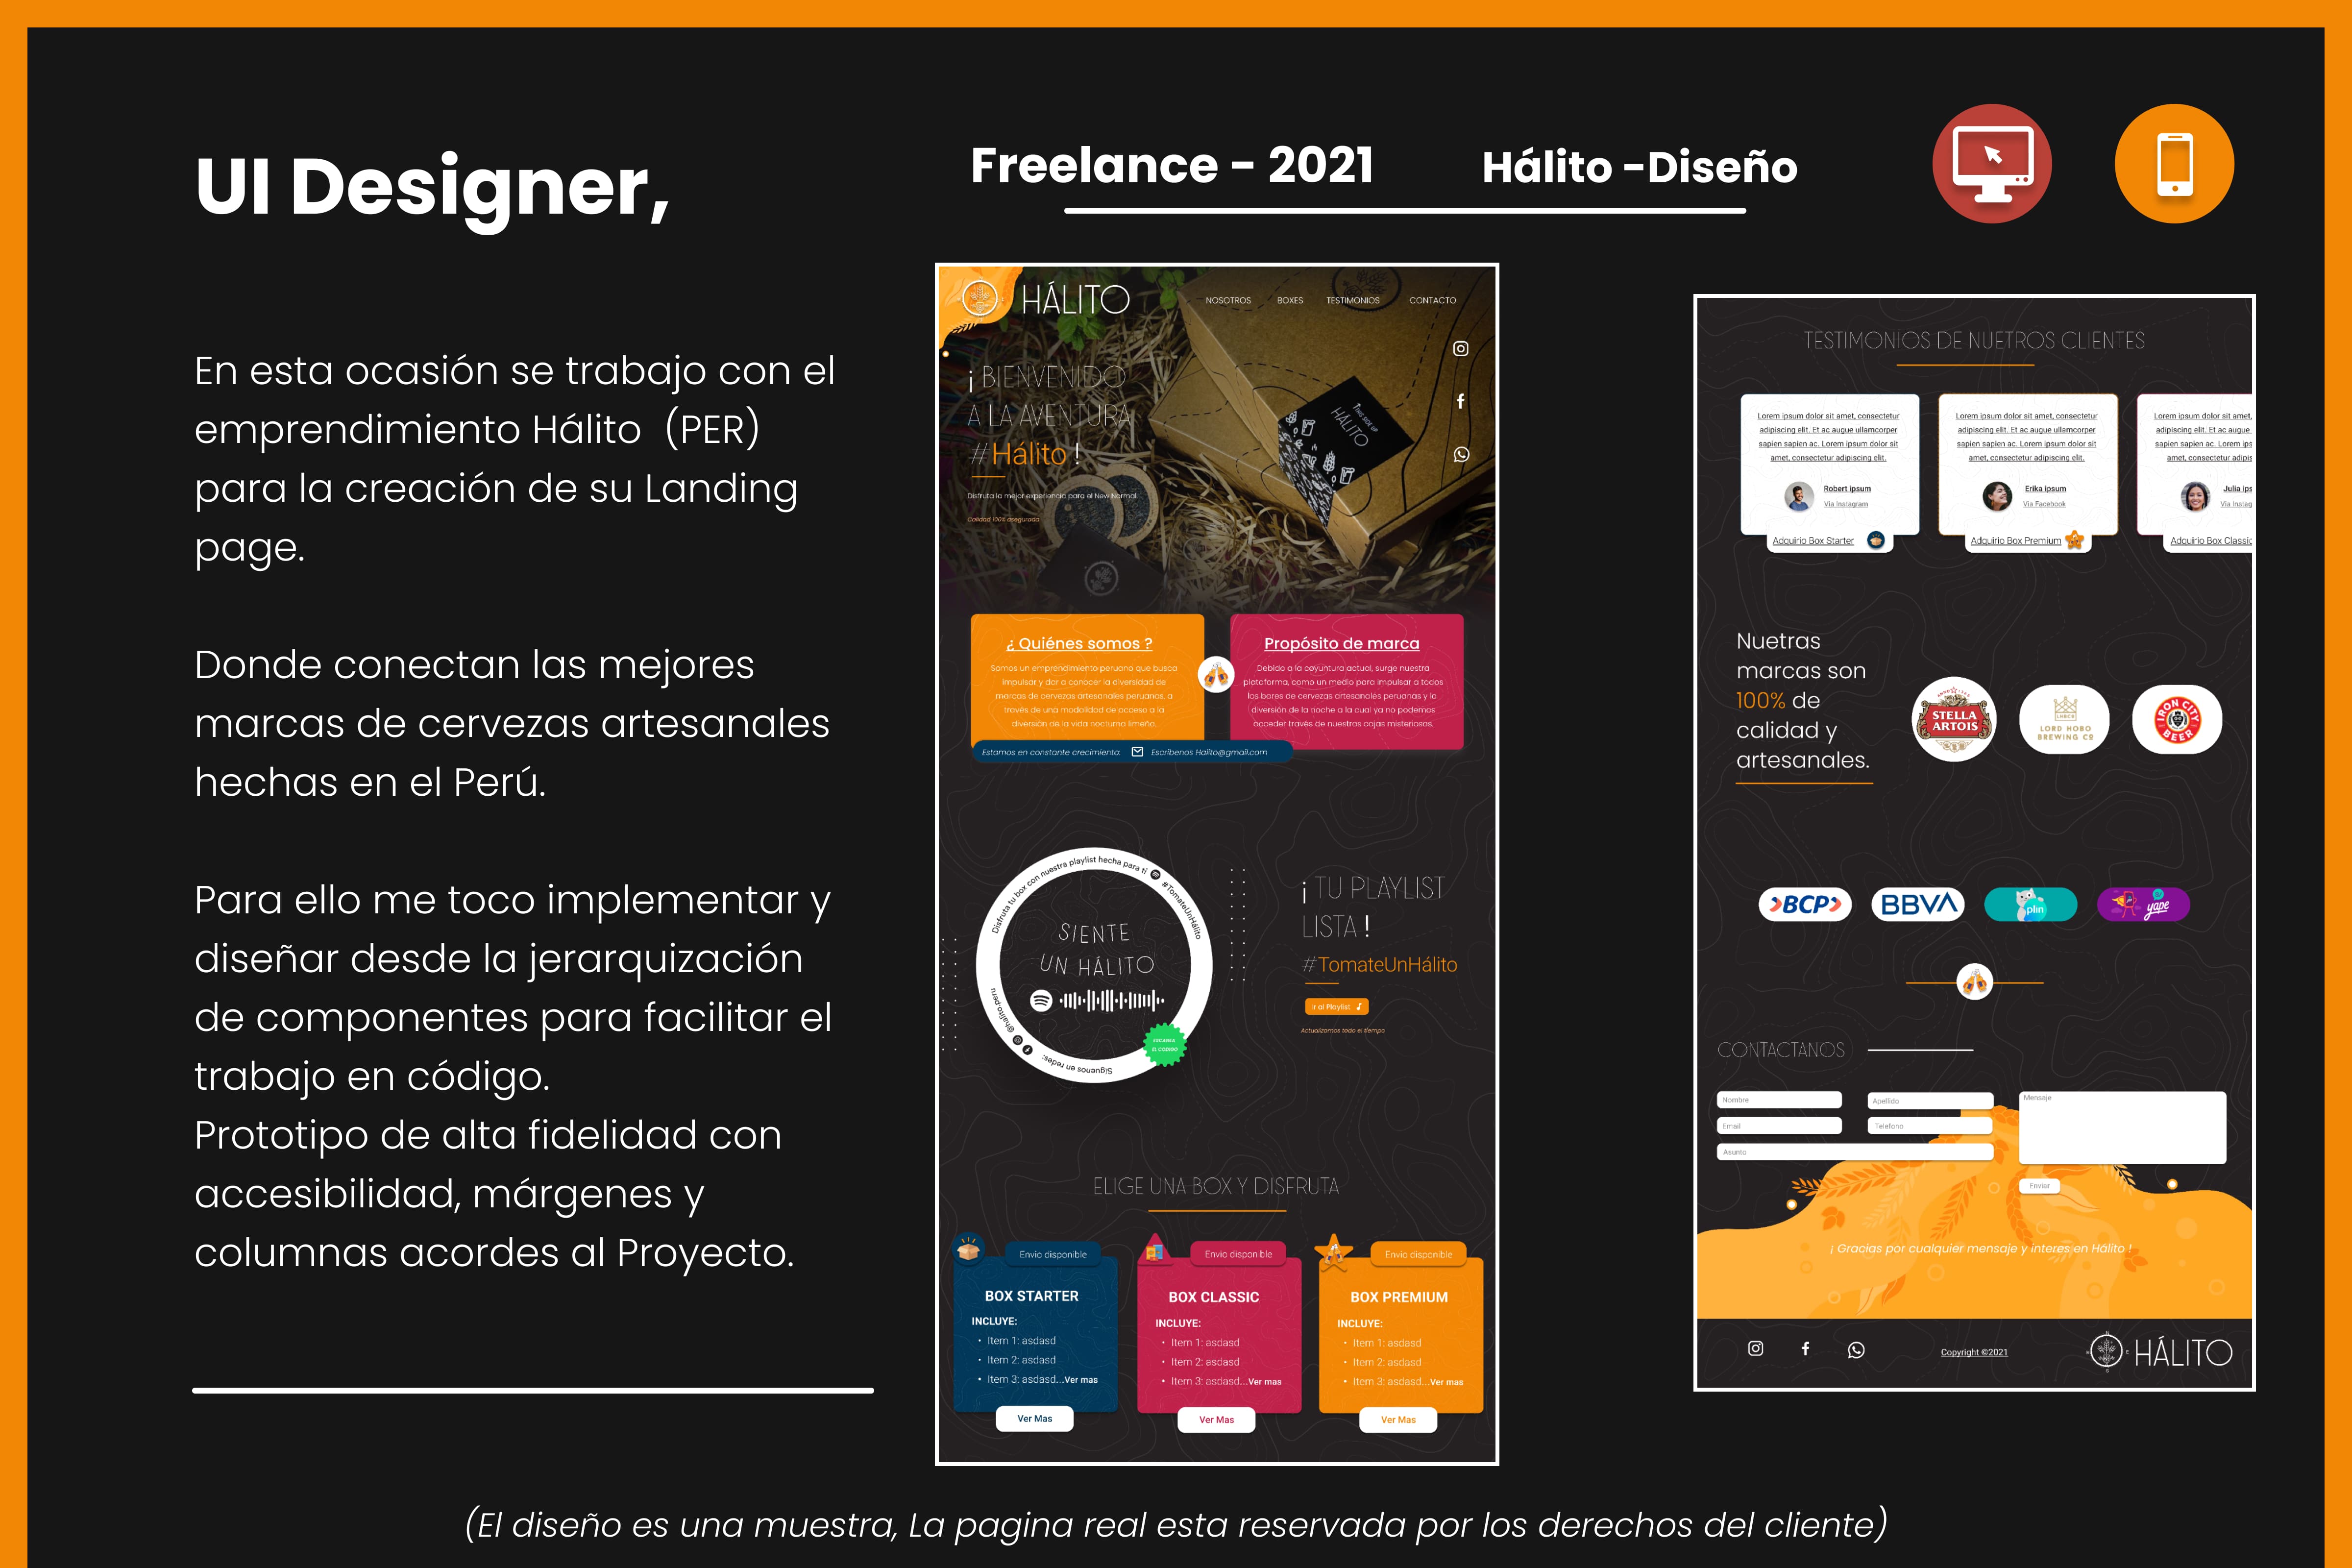 UI Designer,
Freelance - 2021
Hálito -Diseño
En esta ocasión se trabajo con el
emprendimiento Hálito (PER)
para la creación de su Landing
page.
Donde conectan las mejores
marcas de cervezas artesanales
hechas en el Perú.
Para ello me toco implementar y
diseñar desde la jerarquización
de componentes para facilitar el
trabajo en código.
Prototipo de alta fidelidad con
accesibilidad, márgenes y
columnas acordes al Proyecto.
HÁLITO
NOSOTROS
BOXES
TESTIMONIOS
CONTACTO
¡ BIENVENIDO
A LA AVENTURA
#Hálito !
Disfruta la mejor experiencia para el New Normal.
Calidad 100% asegurada
THIS SIDE UP
HÁLITO
¿ Quiénes somos ?
Somos un emprendimiento peruano que busca
impulsar y dar a conocer la diversidad de
marcas de cervezas artesanales peruanas, a
través de una modalidad de acceso a la
diversión de la vida nocturna limeño.
Propósito de marca
Debido a la coyuntura actual, surge nuestra
plataforma, como un medio para impulsar a todos
los bares de cervezas artesanales peruanas y la
diversión de la noche a la cual ya no podemos
acceder través de nuestras cajas misteriosas.
Estamos en constante crecimiento:
Escribenos Halito@gmail.com
Disfruta tu box con nuestra playlist hecha para ti
#TomateUnHálito
SIENTE
UN HÁLITO
@halito.peru
Siguenos en redes:
ESCANEA
EL CODIGO
¡ TU PLAYLIST
LISTA !
#TomateUnHálito
Ir al Playlist
Actualizamos todo el tiempo
ELIGE UNA BOX Y DISFRUTA
Envio disponible
BOX STARTER
INCLUYE:
• Item 1: asdasd
• Item 2: asdasd
• Item 3: asdasd...Ver mas
Ver Mas
Envio disponible
BOX CLASSIC
INCLUYE:
• Item 1: asdasd
• Item 2: asdasd
• Item 3: asdasd...Ver mas
Ver Mas
Envio disponible
BOX PREMIUM
INCLUYE:
• Item 1: asdasd
• Item 2: asdasd
• Item 3: asdasd...Ver mas
Ver Mas
TESTIMONIOS DE NUETROS CLIENTES
Lorem ipsum dolor sit amet, consectetur
adipiscing elit. Et ac augue ullamcorper
sapien sapien ac. Lorem ipsum dolor sit
amet, consectetur adipiscing elit.
Robert ipsum
Via Instagram
Adquirio Box Starter
Lorem ipsum dolor sit amet, consectetur
adipiscing elit. Et ac augue ullamcorper
sapien sapien ac. Lorem ipsum dolor sit
amet, consectetur adipiscing elit.
Erika ipsum
Via Facebook
Adquirio Box Premium
Lorem ipsum dolor sit amet,
adipiscing elit. Et ac augue
sapien sapien ac. Lorem ips
amet, consectetur adipis
Julia ips
Via Instag
Adquirio Box Classic
Nuetras
marcas son
100% de
calidad y
artesanales.
STELLA
ARTOIS
LHBCO
LORD HOBO
BREWING CO
IRON CITY
BEER
BCP
BBVA
plin
yape
CONTACTANOS
Nombre
Apellido
Mensaje
Email
Telefono
Asunto
Enviar
¡ Gracias por cualquier mensaje y interes en Hálito !
Copyright ©2021
HÁLITO
(El diseño es una muestra, La pagina real esta reservada por los derechos del cliente)